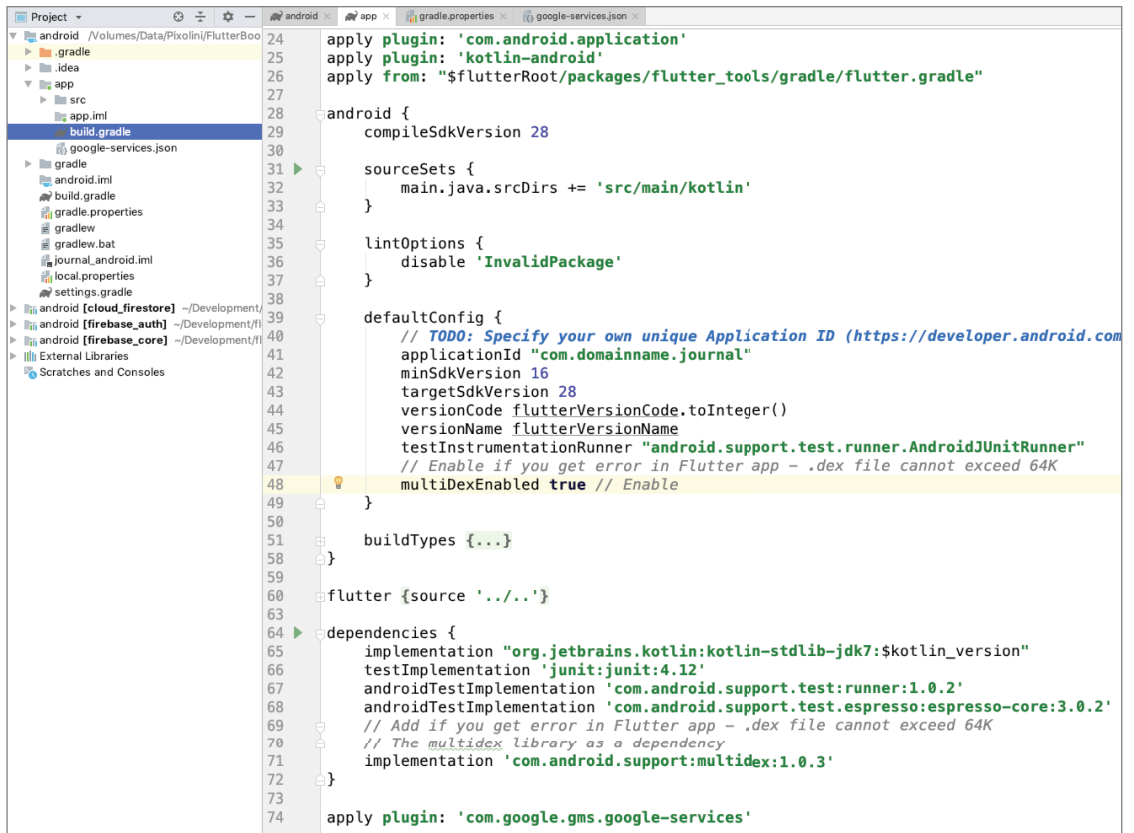 Project
android
app
gradle.properties
google-services.json
android /Volumes/Data/Pixolini/FlutterBoo
.gradle
.idea
app
src
app.iml
build.gradle
google-services.json
gradle
android.iml
build.gradle
gradle.properties
gradlew
gradlew.bat
journal_android.iml
local.properties
settings.gradle
android [cloud_firestore] ~/Development/
android [firebase_auth] ~/Development/fl
android [firebase_core] ~/Development/fl
External Libraries
Scratches and Consoles
24 apply plugin: 'com.android.application'
25 apply plugin: 'kotlin-android'
26 apply from: "$flutterRoot/packages/flutter_tools/gradle/flutter.gradle"
27
28 android {
29 compileSdkVersion 28
30
31 sourceSets {
32 main.java.srcDirs += 'src/main/kotlin'
33 }
34
35 lintOptions {
36 disable 'InvalidPackage'
37 }
38
39 defaultConfig {
40 // TODO: Specify your own unique Application ID (https://developer.android.com
41 applicationId "com.domainname.journal"
42 minSdkVersion 16
43 targetSdkVersion 28
44 versionCode flutterVersionCode.toInteger()
45 versionName flutterVersionName
46 testInstrumentationRunner "android.support.test.runner.AndroidJUnitRunner"
47 // Enable if you get error in Flutter app – .dex file cannot exceed 64K
48 multiDexEnabled true // Enable
49 }
50
51 buildTypes {...}
58 }
59
60 flutter {source '../..'}
63
64 dependencies {
65 implementation "org.jetbrains.kotlin:kotlin-stdlib-jdk7:$kotlin_version"
66 testImplementation 'junit:junit:4.12'
67 androidTestImplementation 'com.android.support.test:runner:1.0.2'
68 androidTestImplementation 'com.android.support.test.espresso:espresso-core:3.0.2'
69 // Add if you get error in Flutter app – .dex file cannot exceed 64K
70 // The multidex library as a dependency
71 implementation 'com.android.support:multidex:1.0.3'
72 }
73
74 apply plugin: 'com.google.gms.google-services'